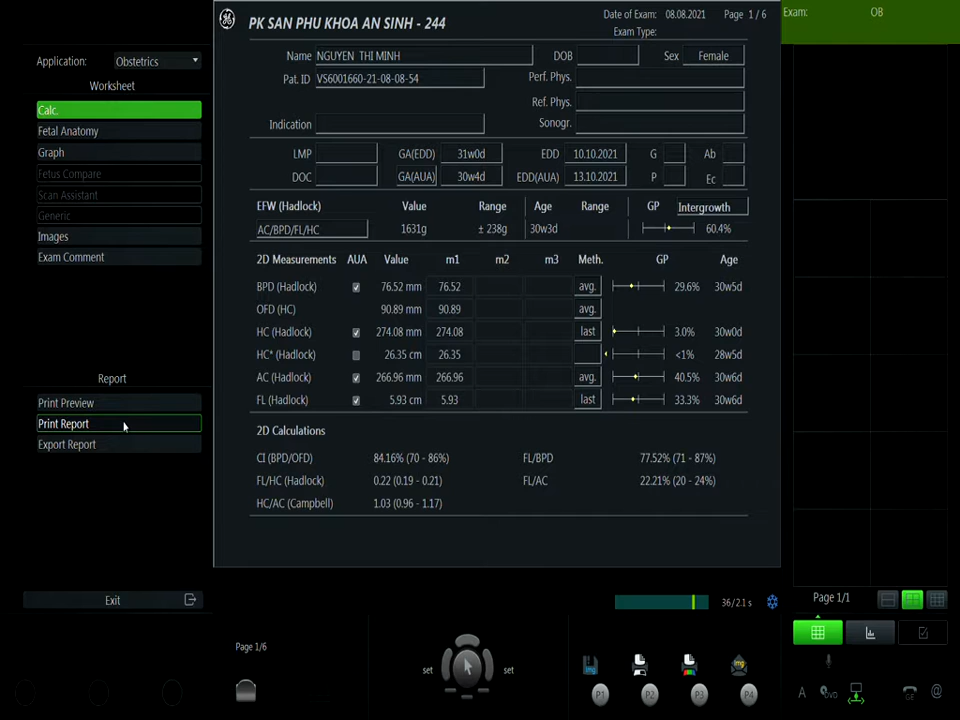 PK SAN PHU KHOA AN SINH - 244
Date of Exam: 08.08.2021 Page 1 / 6
Exam Type:
Exam: OB
Application: Obstetrics
Name NGUYEN THI MINH DOB Sex Female
Pat. ID VS6001660-21-08-08-54 Perf. Phys.
Ref. Phys.
Indication Sonogr.
Worksheet
Calc.
Fetal Anatomy
Graph
Fetus Compare
Scan Assistant
Generic
Images
Exam Comment
LMP GA(EDD) 31w0d EDD 10.10.2021 G Ab
DOC GA(AUA) 30w4d EDD(AUA) 13.10.2021 P Ec
EFW (Hadlock) Value Range Age Range GP Intergrowth
AC/BPD/FL/HC 1631g ± 238g 30w3d 60.4%
2D Measurements AUA Value m1 m2 m3 Meth. GP Age
BPD (Hadlock) 76.52 mm 76.52 avg. 29.6% 30w5d
OFD (HC) 90.89 mm 90.89 avg.
HC (Hadlock) 274.08 mm 274.08 last 3.0% 30w0d
HC* (Hadlock) 26.35 cm 26.35 <1% 28w5d
AC (Hadlock) 266.96 mm 266.96 avg. 40.5% 30w6d
FL (Hadlock) 5.93 cm 5.93 last 33.3% 30w6d
2D Calculations
CI (BPD/OFD) 84.16% (70 - 86%) FL/BPD 77.52% (71 - 87%)
FL/HC (Hadlock) 0.22 (0.19 - 0.21) FL/AC 22.21% (20 - 24%)
HC/AC (Campbell) 1.03 (0.96 - 1.17)
Report
Print Preview
Print Report
Export Report
Exit
36/2.1 s
Page 1/1
Page 1/6
set set
P1 P2 P3 P4
Img
A DVD @